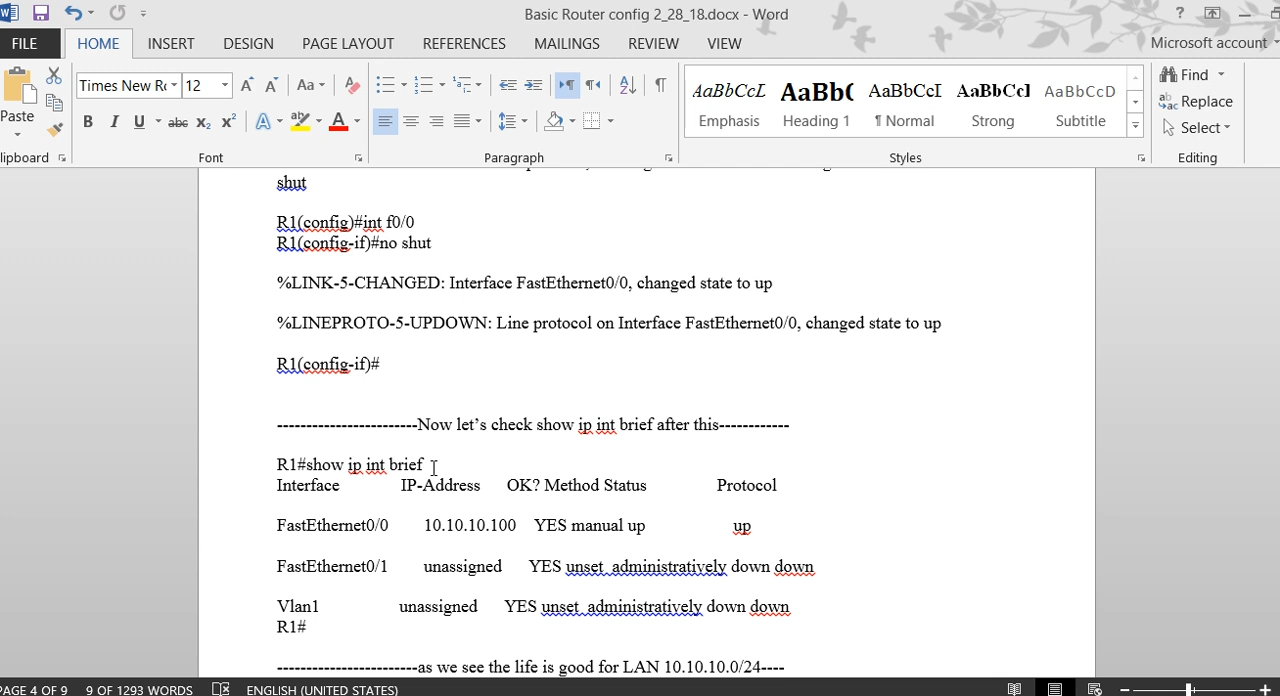 Basic Router config 2_28_18.docx - Word
?
FILE HOME INSERT DESIGN PAGE LAYOUT REFERENCES MAILINGS REVIEW VIEW Microsoft account
Paste
Times New Ro 12 Aa
B I U abc X₂ X² A ab A
AaBbCcL AaBb( AaBbCcI AaBbCcI AaBbCcD
Emphasis Heading 1 ¶ Normal Strong Subtitle
Find
Replace
Select
lipboard Font Paragraph Styles Editing
shut
R1(config)#int f0/0
R1(config-if)#no shut
%LINK-5-CHANGED: Interface FastEthernet0/0, changed state to up
%LINEPROTO-5-UPDOWN: Line protocol on Interface FastEthernet0/0, changed state to up
R1(config-if)#
------------------------Now let’s check show ip int brief after this------------
R1#show ip int brief
Interface IP-Address OK? Method Status Protocol
FastEthernet0/0 10.10.10.100 YES manual up up
FastEthernet0/1 unassigned YES unset administratively down down
Vlan1 unassigned YES unset administratively down down
R1#
------------------------as we see the life is good for LAN 10.10.10.0/24----
PAGE 4 OF 9 9 OF 1293 WORDS ENGLISH (UNITED STATES)